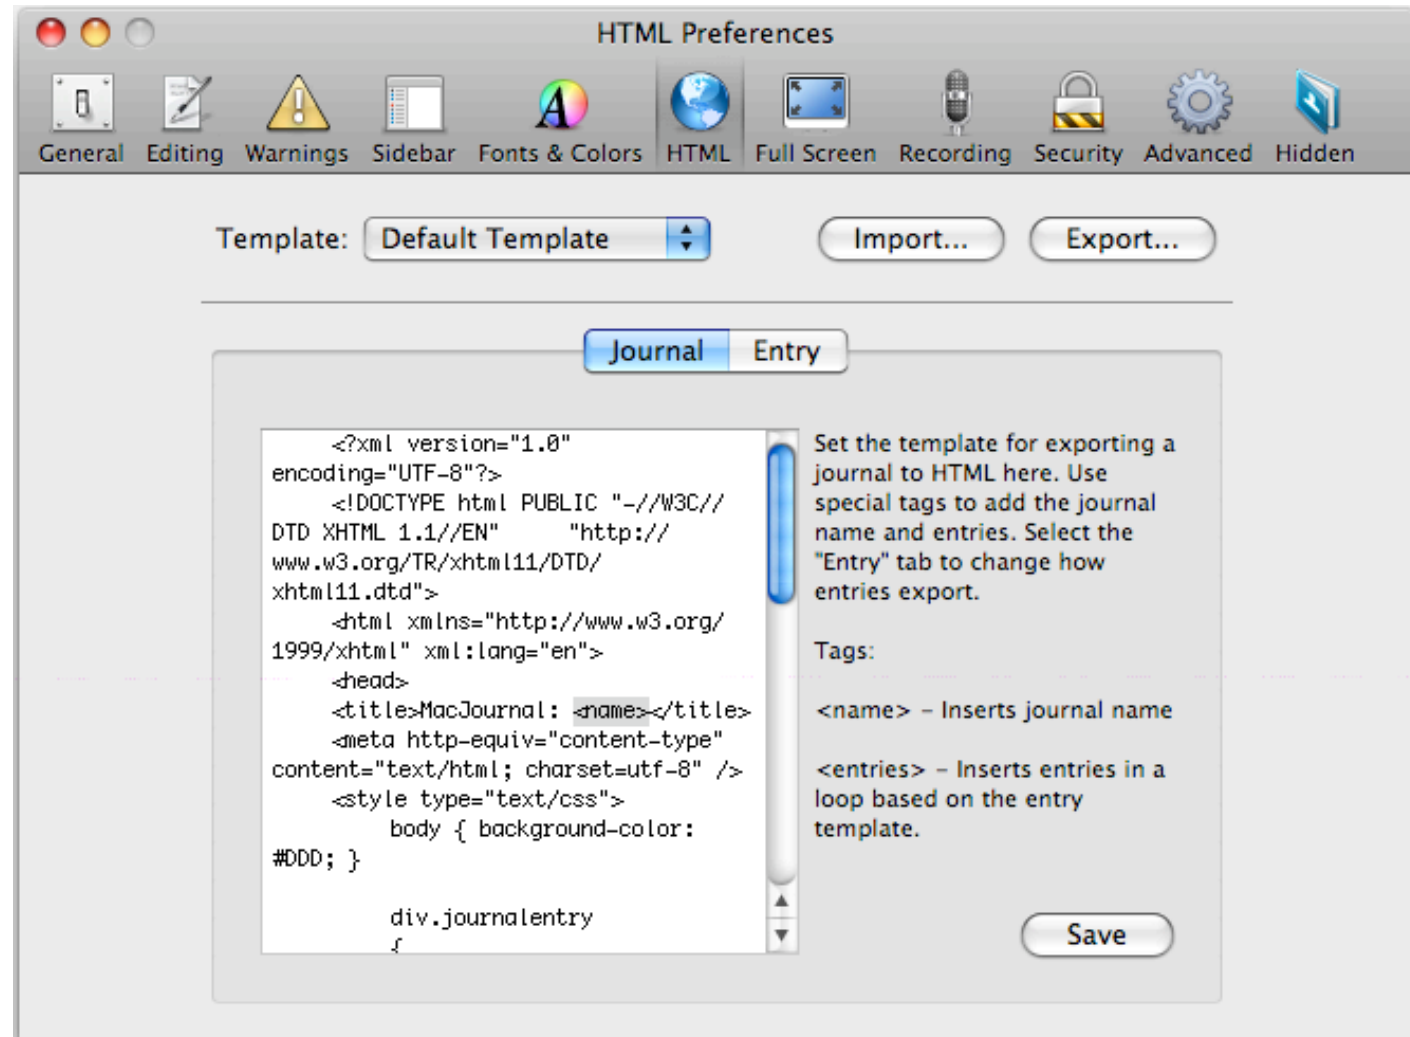 HTML Preferences
General Editing Warnings Sidebar Fonts & Colors HTML Full Screen Recording Security Advanced Hidden
Template: Default Template Import... Export...
Journal Entry
<?xml version="1.0"
encoding="UTF-8"?>
<!DOCTYPE html PUBLIC "-//W3C//
DTD XHTML 1.1//EN" "http://
www.w3.org/TR/xhtml11/DTD/
xhtml11.dtd">
<html xmlns="http://www.w3.org/
1999/xhtml" xml:lang="en">
<head>
<title>MacJournal: <name></title>
<meta http-equiv="content-type"
content="text/html; charset=utf-8" />
<style type="text/css">
body { background-color:
#DDD; }
div.journalentry
{
Set the template for exporting a
journal to HTML here. Use
special tags to add the journal
name and entries. Select the
"Entry" tab to change how
entries export.
Tags:
<name> - Inserts journal name
<entries> - Inserts entries in a
loop based on the entry
template.
Save